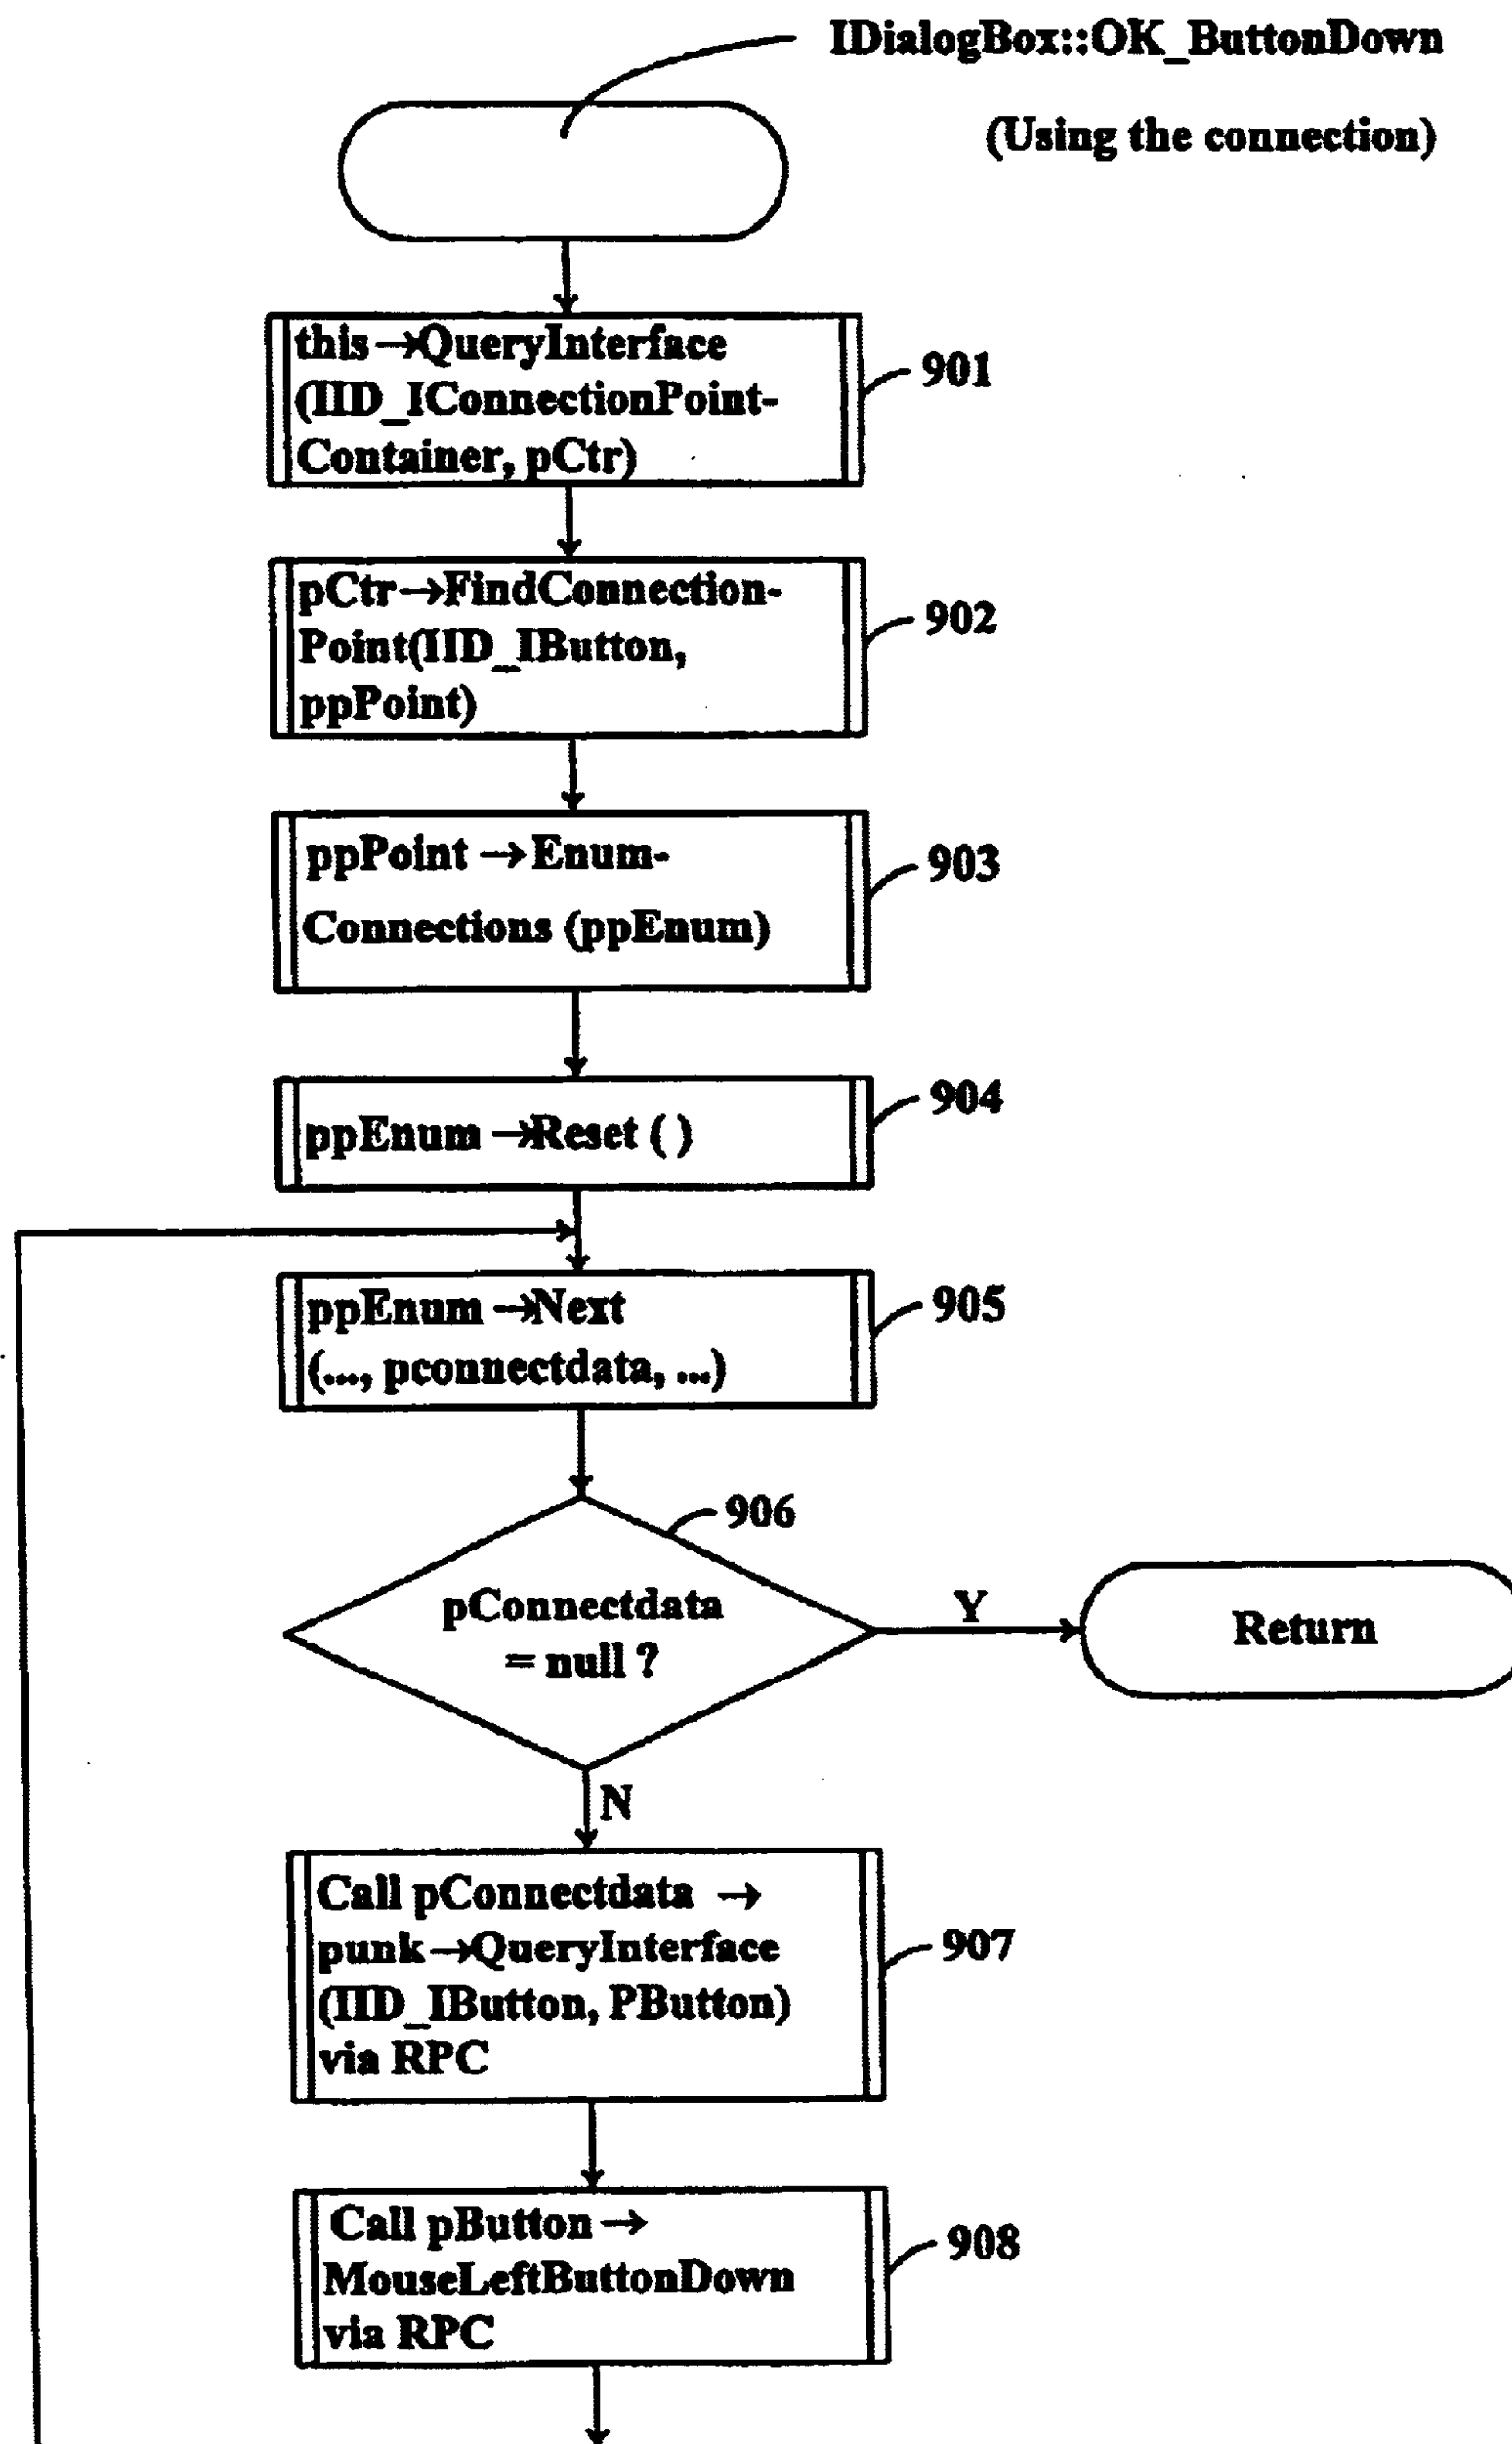 IDialogBox::OK_ButtonDown
(Using the connection)
this→QueryInterface
(IID_IConnectionPoint-
Container, pCtr)
901
pCtr→FindConnection-
Point(IID_IButton,
ppPoint)
902
ppPoint→Enum-
Connections (ppEnum)
903
ppEnum→Reset ( )
904
ppEnum→Next
(..., pconnectdata, ...)
905
906
pConnectdata
= null ?
Y
Return
N
Call pConnectdata →
punk→QueryInterface
(IID_IButton, PButton)
via RPC
907
Call pButton→
MouseLeftButtonDown
via RPC
908